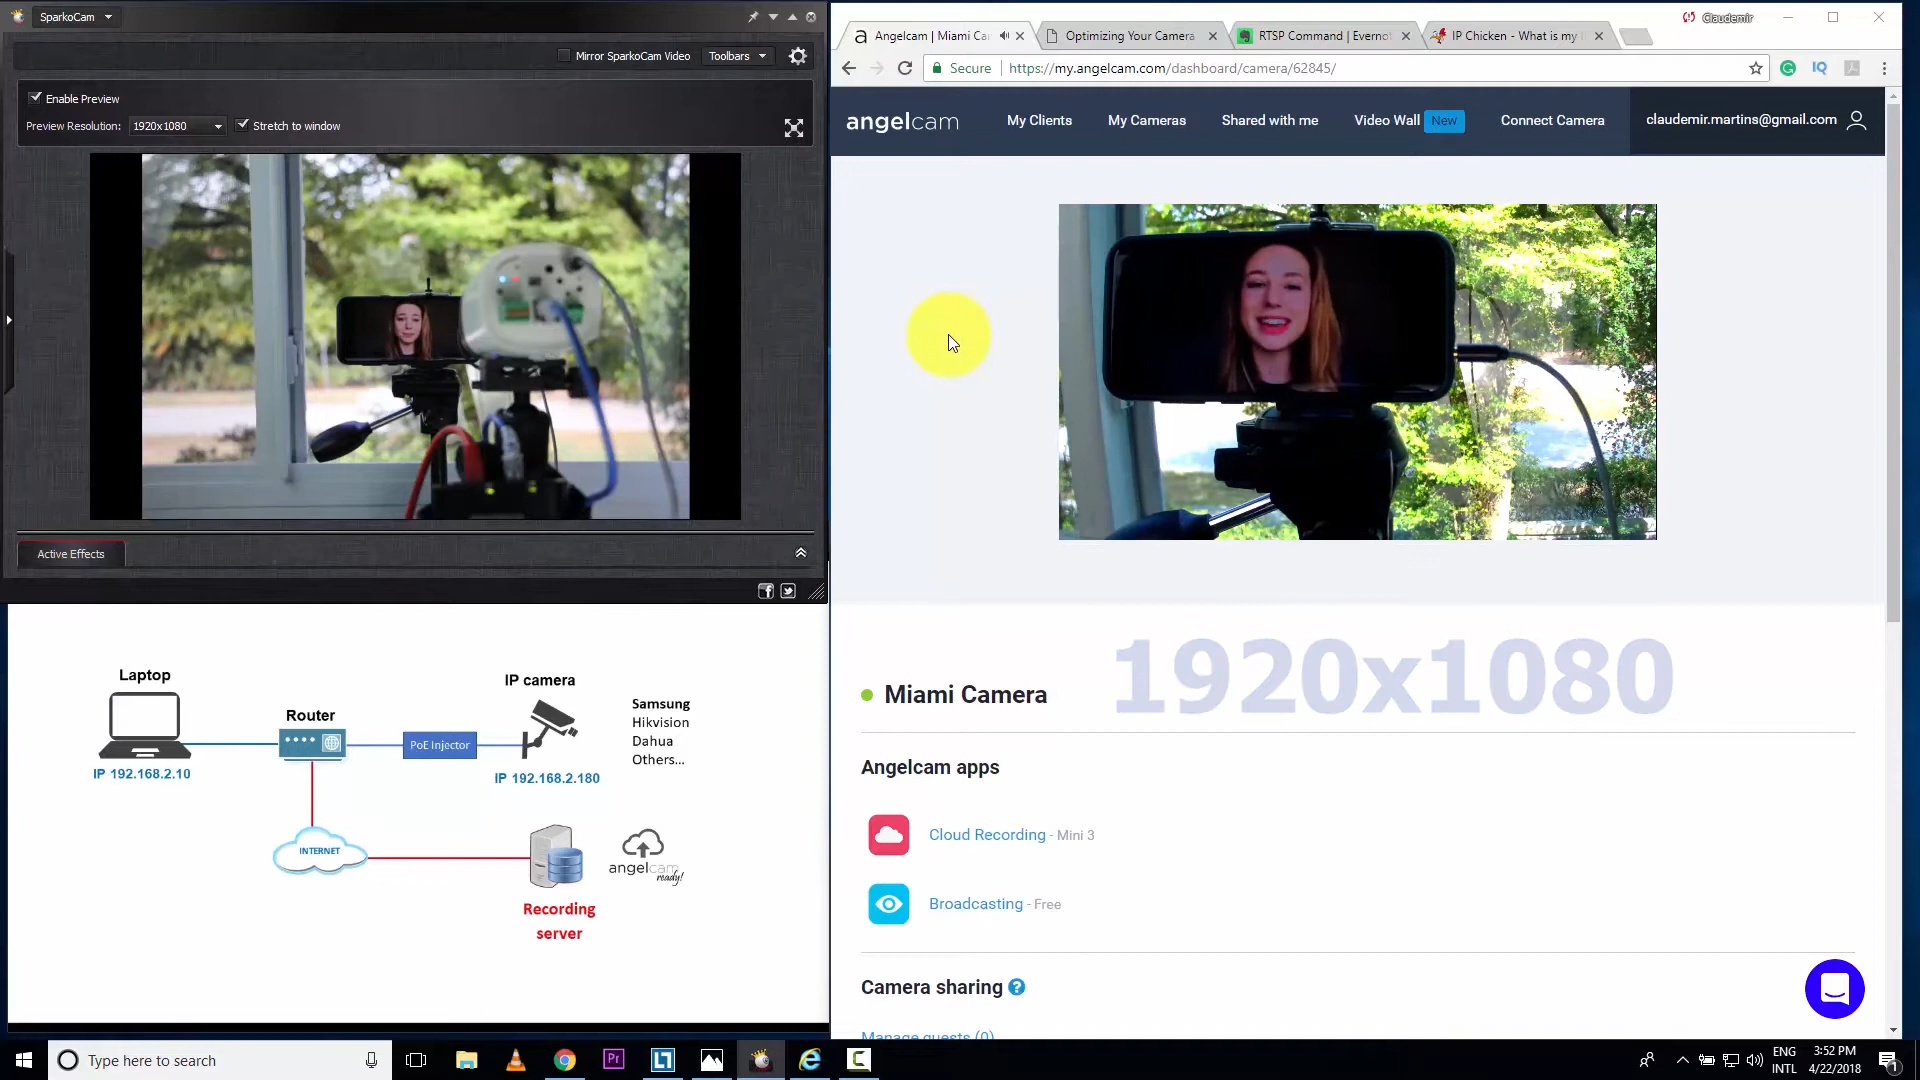 SparkoCam
Mirror SparkoCam Video
Toolbars
Enable Preview
Preview Resolution: 1920x1080
Stretch to window
Active Effects
Laptop
IP 192.168.2.10
Router
PoE Injector
IP camera
IP 192.168.2.180
Samsung
Hikvision
Dahua
Others...
INTERNET
angelcam
ready!
Recording
server
Claudemir
Angelcam | Miami Ca
Optimizing Your Camera
RTSP Command | Evernot
IP Chicken - What is my
Secure
https://my.angelcam.com/dashboard/camera/62845/
angelcam
My Clients
My Cameras
Shared with me
Video Wall New
Connect Camera
claudemir.martins@gmail.com
1920x1080
Miami Camera
Angelcam apps
Cloud Recording - Mini 3
Broadcasting - Free
Camera sharing ?
Manage guests (0)
Type here to search
ENG
INTL
3:52 PM
4/22/2018
1